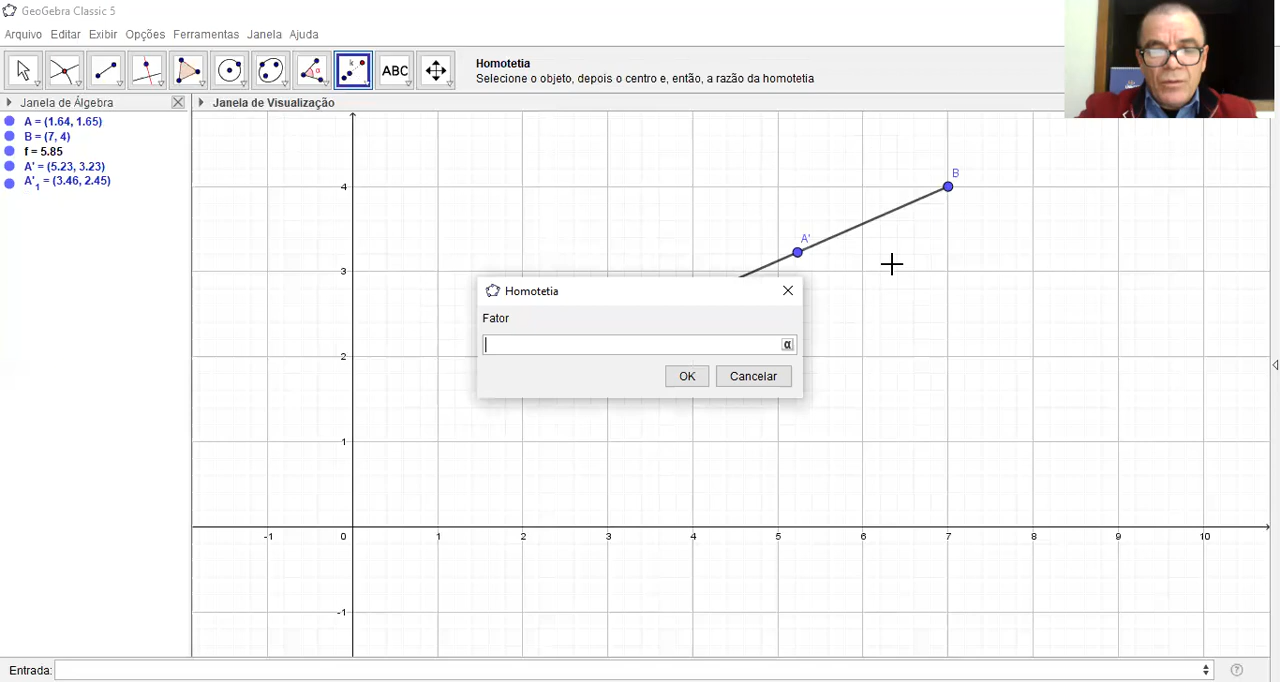 GeoGebra Classic 5
Arquivo Editar Exibir Opções Ferramentas Janela Ajuda
ABC
Homotetia
Selecione o objeto, depois o centro e, então, a razão da homotetia
Janela de Álgebra
Janela de Visualização
A = (1.64, 1.65)
B = (7, 4)
f = 5.85
A' = (5.23, 3.23)
A'₁ = (3.46, 2.45)
B
4
A'
3
Homotetia
Fator
α
OK Cancelar
2
1
-1 0 1 2 3 4 5 6 7 8 9 10
-1
Entrada: